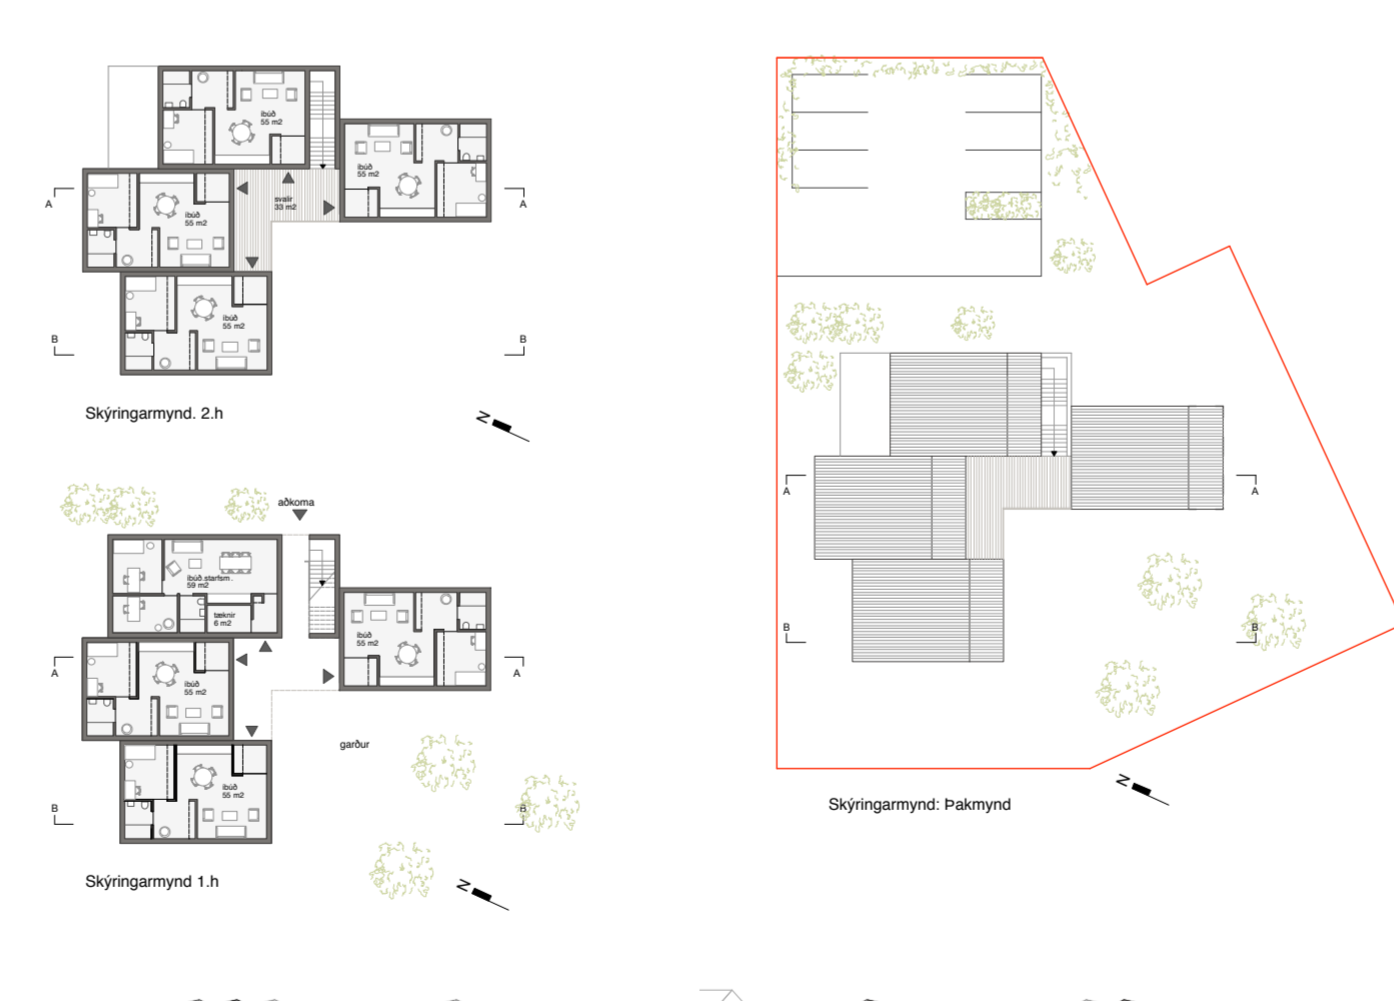 íbúð
55 m2
íbúð
55 m2
íbúð
55 m2
svalir
33 m2
A
A
íbúð
55 m2
B
B
Skýringarmynd. 2.h
N
aðkoma
íbúð.starfsm.
59 m2
tæknir
6 m2
íbúð
55 m2
íbúð
55 m2
A
A
garður
íbúð
55 m2
B
B
Skýringarmynd 1.h
N
A
A
B
B
N
Skýringarmynd: Þakmynd